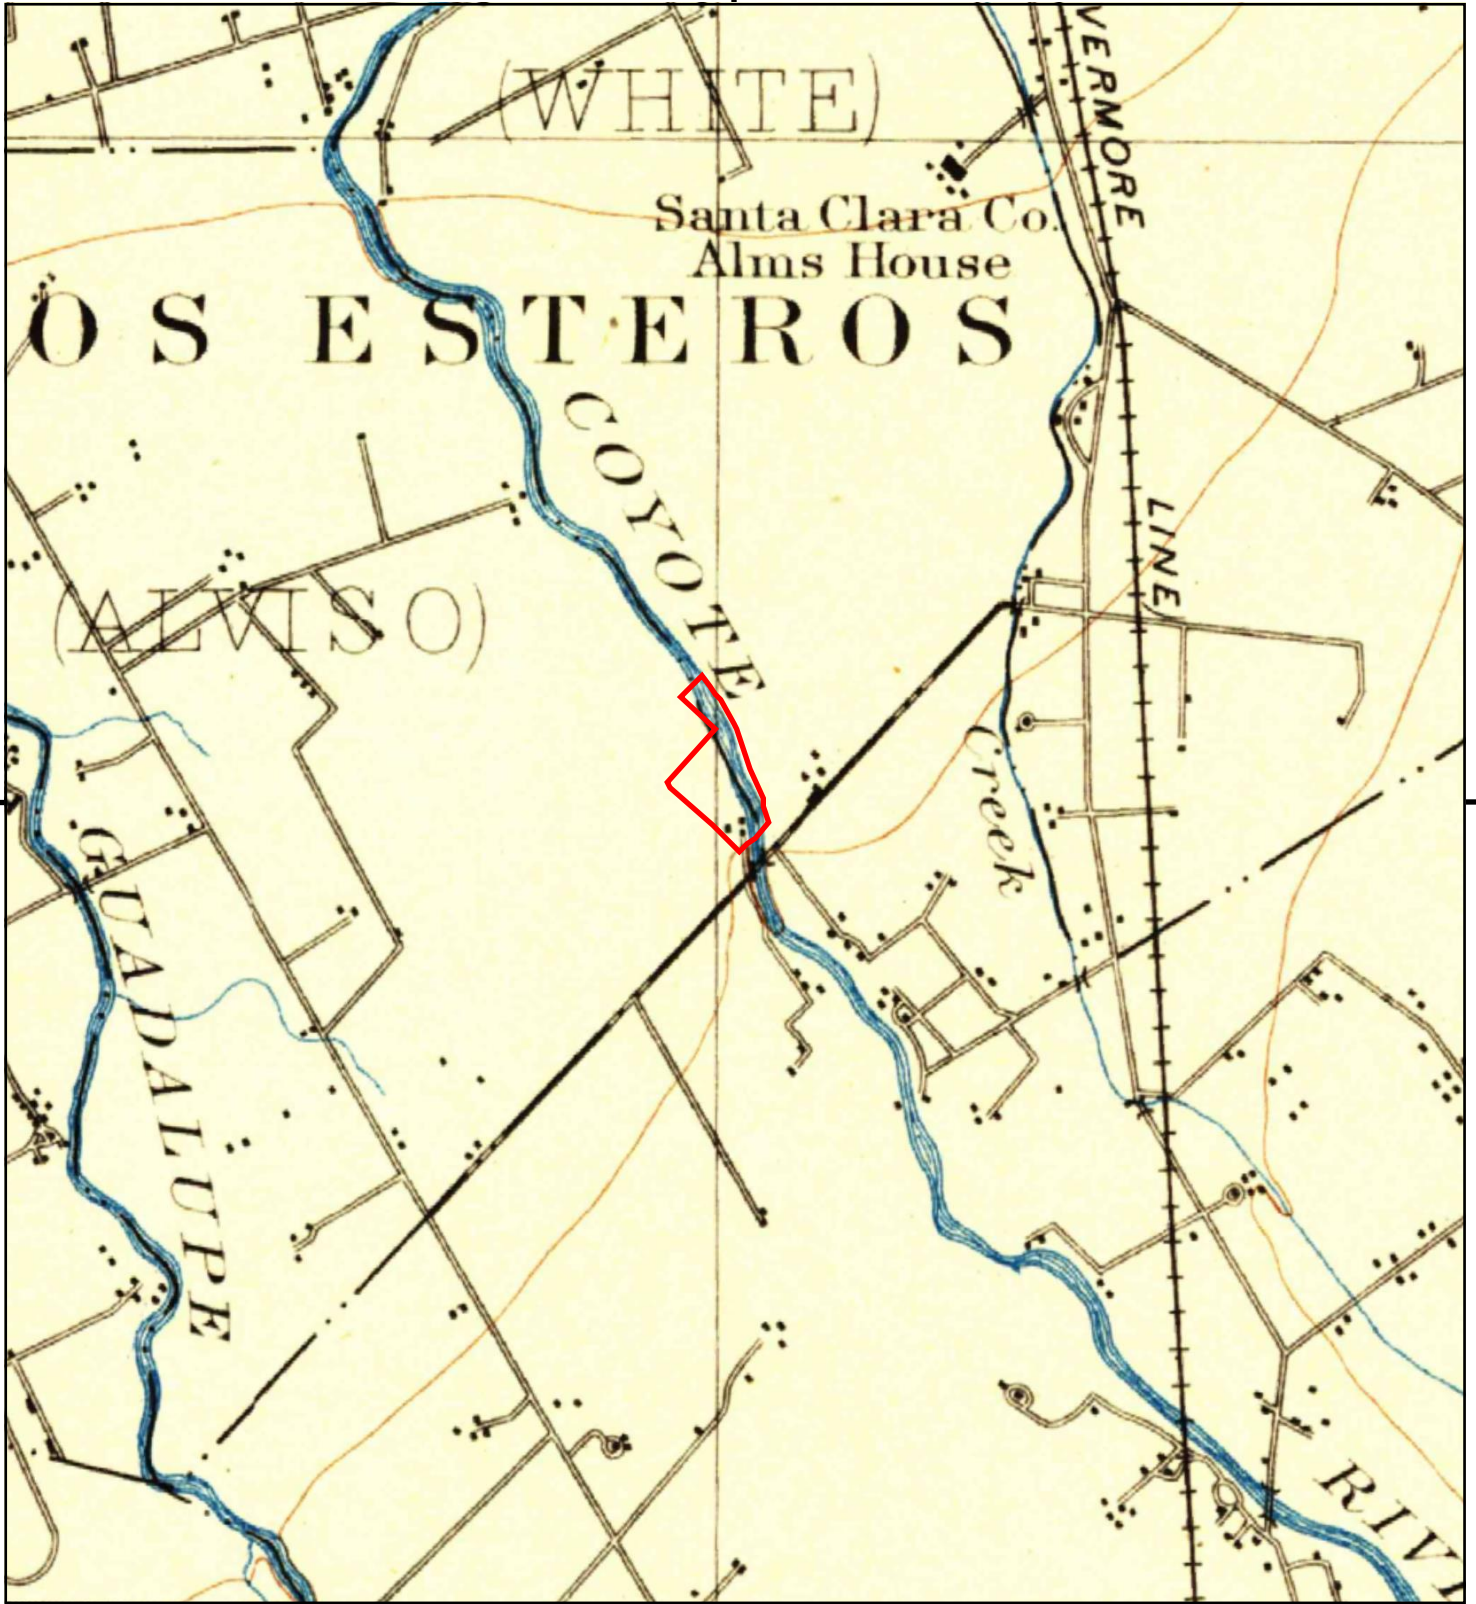 (WHITE)
VERMORE
Santa Clara Co.
Alms House
OS ESTEROS
COYOTE
LINE
(ALVISO)
Creek
GUADALUPE
RIV